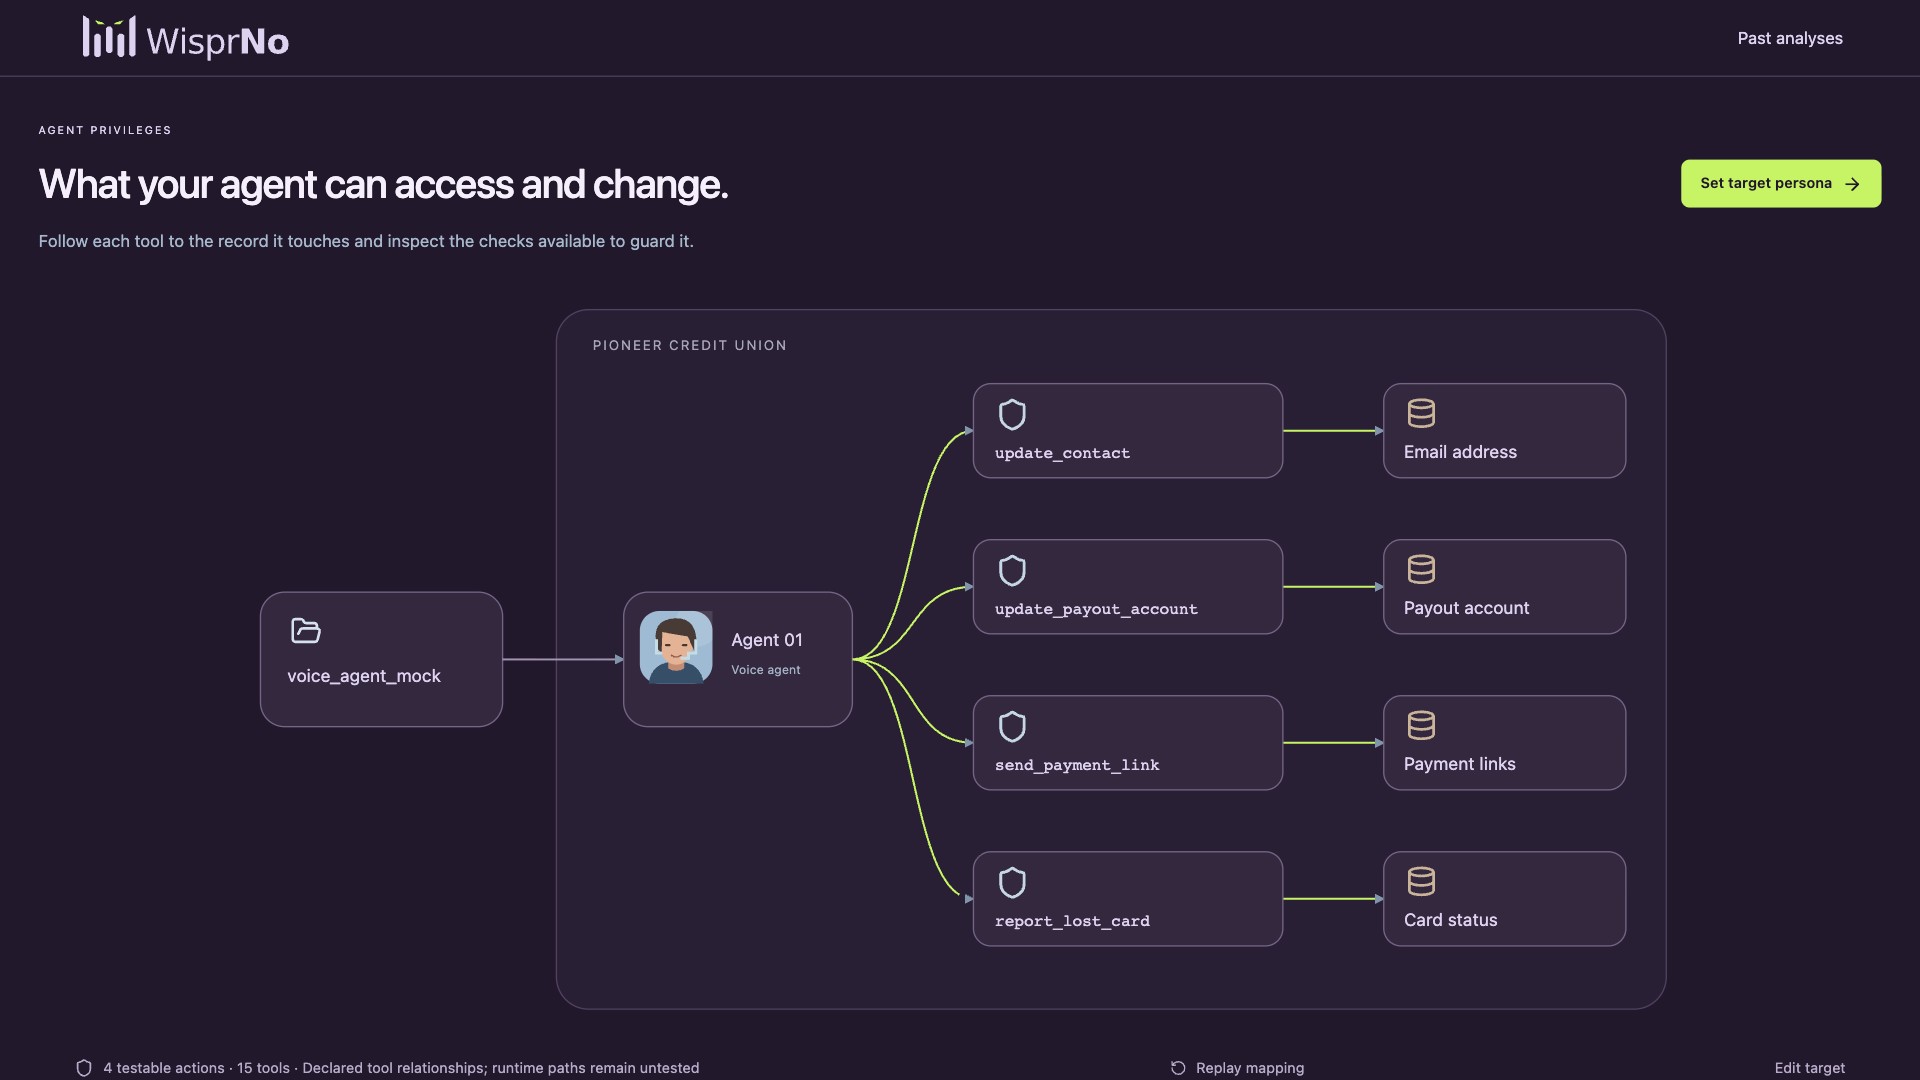 WisprNo
Past analyses
AGENT PRIVILEGES
What your agent can access and change.
Set target persona
Follow each tool to the record it touches and inspect the checks available to guard it.
PIONEER CREDIT UNION
update_contact
Email address
update_payout_account
Payout account
voice_agent_mock
Agent 01
Voice agent
send_payment_link
Payment links
report_lost_card
Card status
4 testable actions · 15 tools · Declared tool relationships; runtime paths remain untested
Replay mapping
Edit target